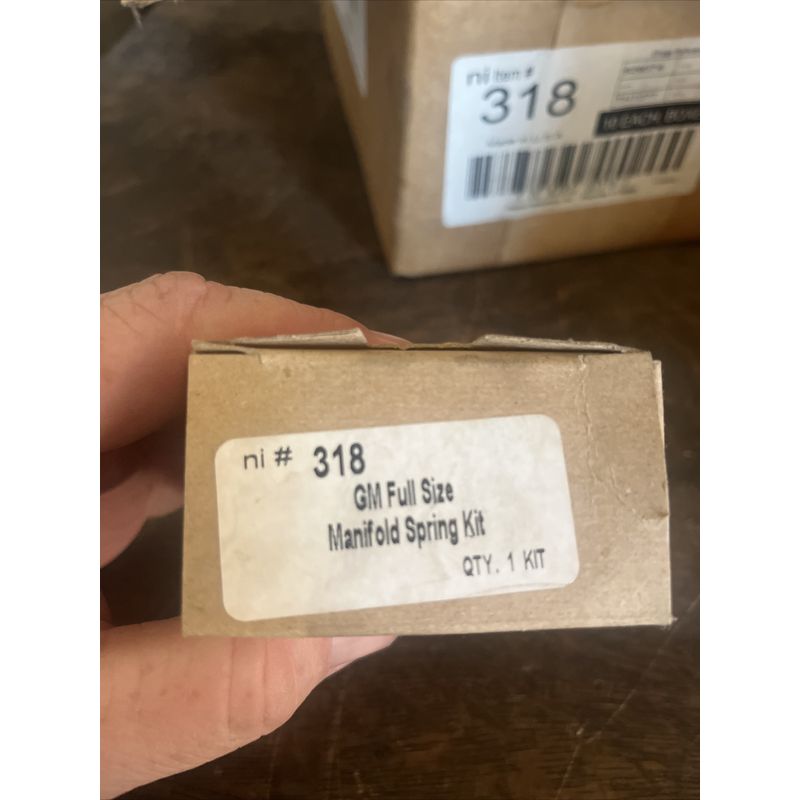 ni Item #
318
ni # 318
GM Full Size
Manifold Spring Kit
QTY. 1 KIT